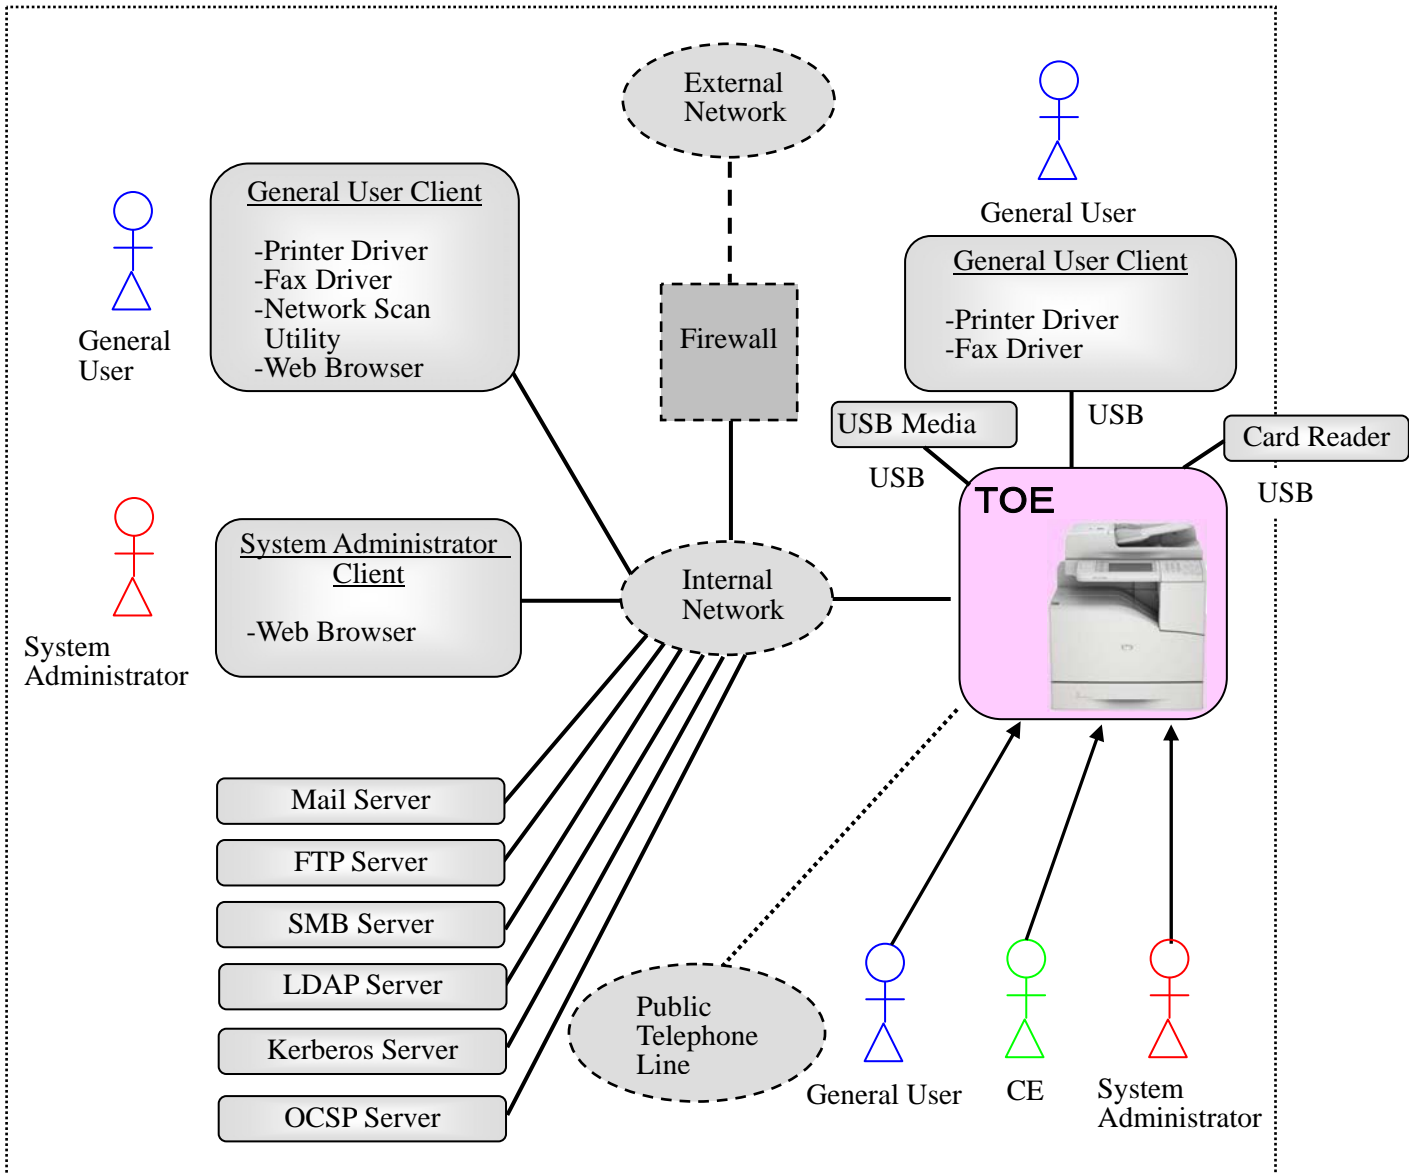 External
Network
General User
General User Client
-Printer Driver
-Fax Driver
-Network Scan
Utility
-Web Browser
General
User
Firewall
General User Client
-Printer Driver
-Fax Driver
USB Media
USB
USB
Card Reader
USB
TOE
System Administrator
Client
-Web Browser
System
Administrator
Internal
Network
Mail Server
FTP Server
SMB Server
LDAP Server
Kerberos Server
OCSP Server
Public
Telephone
Line
General User
CE
System
Administrator